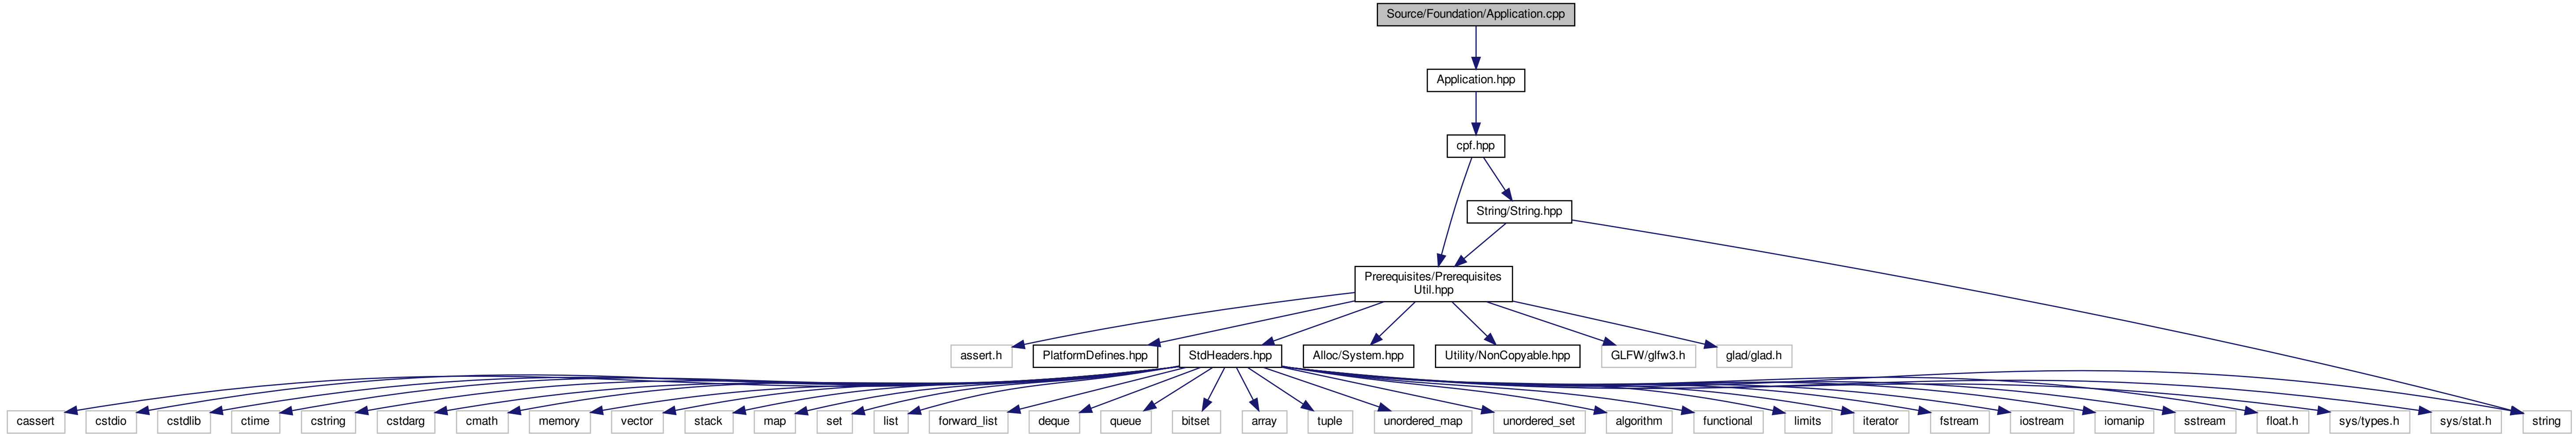 Source/Foundation/Application.cpp
Application.hpp
cpf.hpp
String/String.hpp
Prerequisites/Prerequisites
Util.hpp
assert.h
PlatformDefines.hpp
StdHeaders.hpp
Alloc/System.hpp
Utility/NonCopyable.hpp
GLFW/glfw3.h
glad/glad.h
cassert
cstdio
cstdlib
ctime
cstring
cstdarg
cmath
memory
vector
stack
map
set
list
forward_list
deque
queue
bitset
array
tuple
unordered_map
unordered_set
algorithm
functional
limits
iterator
fstream
iostream
iomanip
sstream
float.h
sys/types.h
sys/stat.h
string